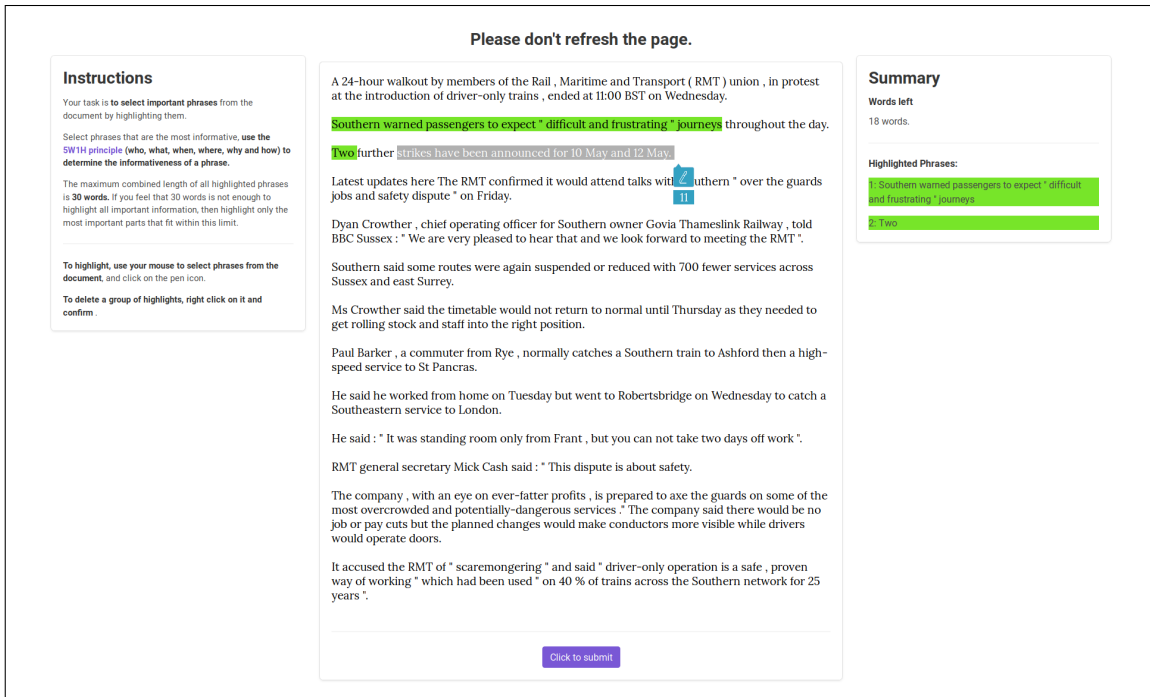 Please don't refresh the page.
Instructions
Your task is to select important phrases from the
document by highlighting them.
Select phrases that are the most informative, use the
5W1H principle (who, what, when, where, why and how) to
determine the informativeness of a phrase.
The maximum combined length of all highlighted phrases
is 30 words. If you feel that 30 words is not enough to
highlight all important information, then highlight only the
most important parts that fit within this limit.
To highlight, use your mouse to select phrases from the
document, and click on the pen icon.
To delete a group of highlights, right click on it and
confirm .
A 24-hour walkout by members of the Rail , Maritime and Transport ( RMT ) union , in protest
at the introduction of driver-only trains , ended at 11:00 BST on Wednesday.
Southern warned passengers to expect " difficult and frustrating " journeys throughout the day.
Two further strikes have been announced for 10 May and 12 May.
Latest updates here The RMT confirmed it would attend talks with uthern " over the guards
11
jobs and safety dispute " on Friday.
Dyan Crowther , chief operating officer for Southern owner Govia Thameslink Railway , told
BBC Sussex : " We are very pleased to hear that and we look forward to meeting the RMT ".
Southern said some routes were again suspended or reduced with 700 fewer services across
Sussex and east Surrey.
Ms Crowther said the timetable would not return to normal until Thursday as they needed to
get rolling stock and staff into the right position.
Paul Barker , a commuter from Rye , normally catches a Southern train to Ashford then a high-
speed service to St Pancras.
He said he worked from home on Tuesday but went to Robertsbridge on Wednesday to catch a
Southeastern service to London.
He said : " It was standing room only from Frant , but you can not take two days off work ".
RMT general secretary Mick Cash said : " This dispute is about safety.
The company , with an eye on ever-fatter profits , is prepared to axe the guards on some of the
most overcrowded and potentially-dangerous services ." The company said there would be no
job or pay cuts but the planned changes would make conductors more visible while drivers
would operate doors.
It accused the RMT of " scaremongering " and said " driver-only operation is a safe , proven
way of working " which had been used " on 40 % of trains across the Southern network for 25
years ".
Click to submit
Summary
Words left
18 words.
Highlighted Phrases:
1: Southern warned passengers to expect " difficult
and frustrating " journeys
2: Two